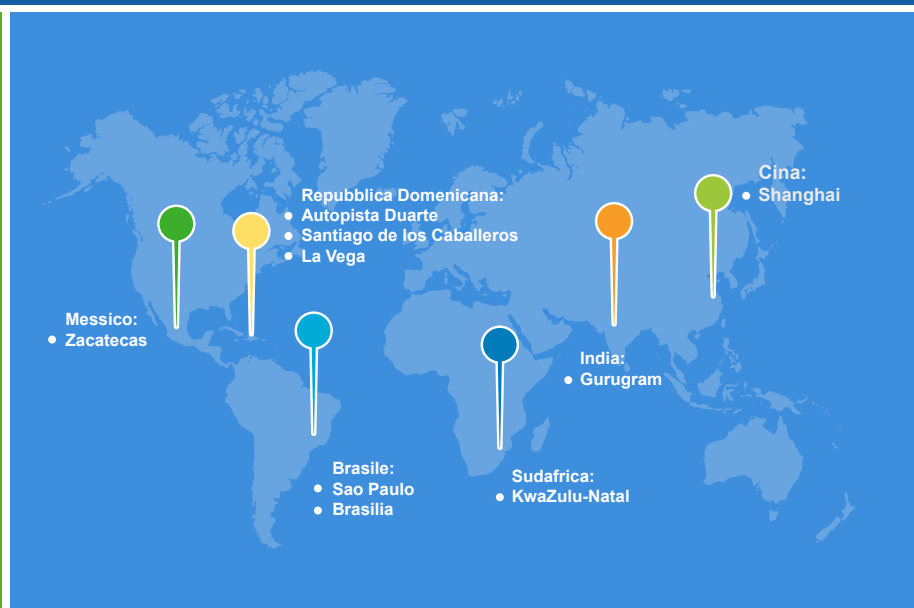 Cina:
• Shanghai
Repubblica Domenicana:
• Autopista Duarte
• Santiago de los Caballeros
• La Vega
Messico:
• Zacatecas
India:
• Gurugram
Brasile:
• Sao Paulo
• Brasilia
Sudafrica:
• KwaZulu-Natal